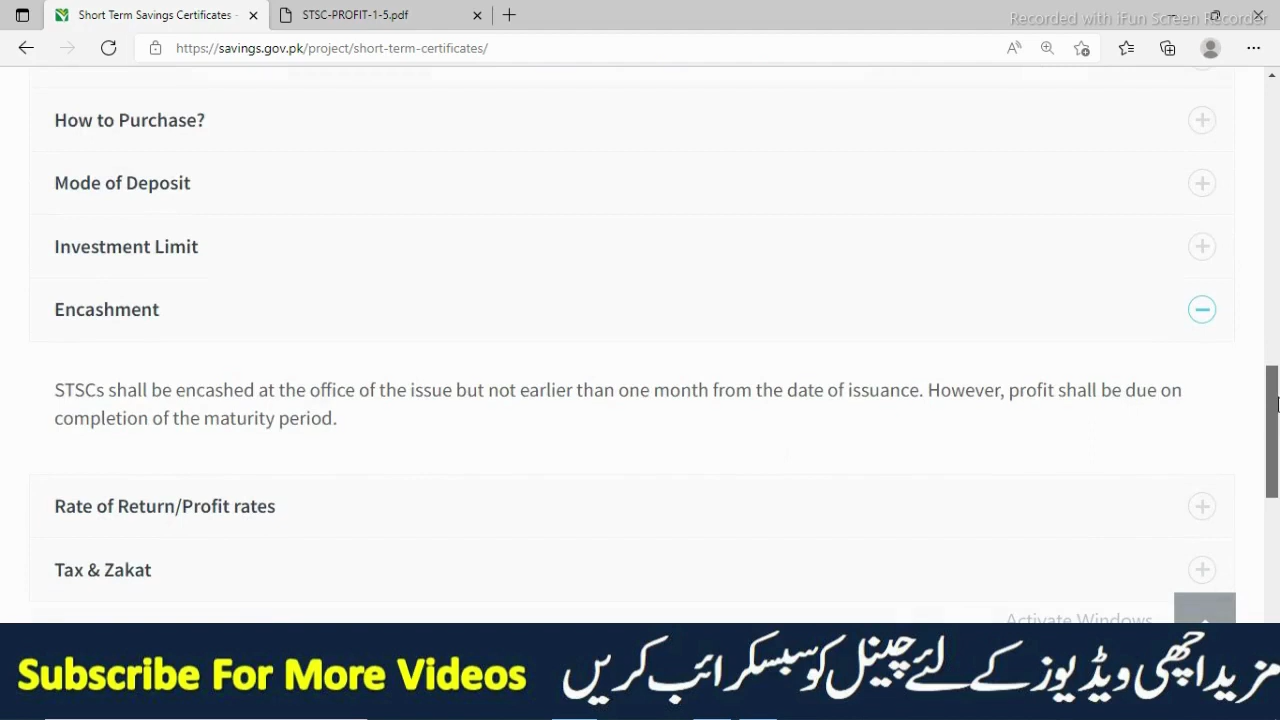 Short Term Savings Certificates -
STSC-PROFIT-1-5.pdf
Recorded with iFun Screen Recorder
https://savings.gov.pk/project/short-term-certificates/
How to Purchase?
Mode of Deposit
Investment Limit
Encashment
STSCs shall be encashed at the office of the issue but not earlier than one month from the date of issuance. However, profit shall be due on
completion of the maturity period.
Rate of Return/Profit rates
Tax & Zakat
Activate Windows
Subscribe For More Videos
مزید اچھی ویڈیوز کے لئے چینل کو سبسکرائب کریں